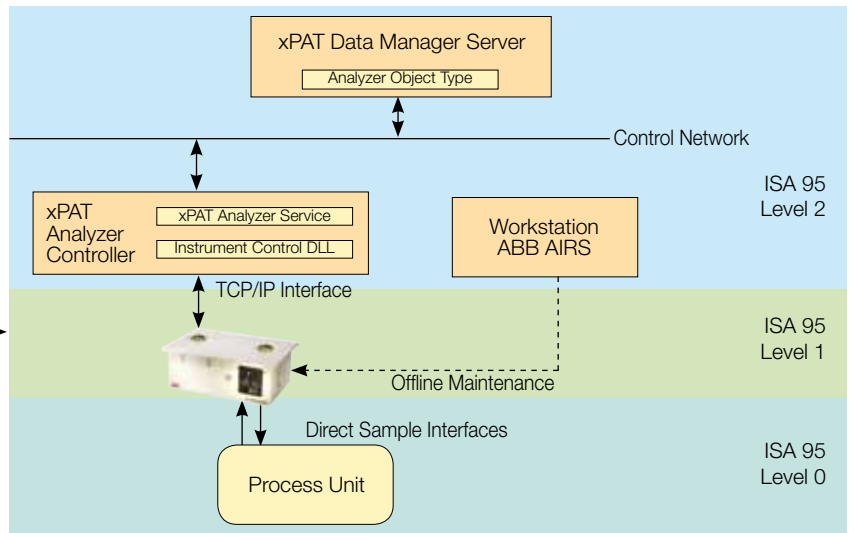 xPAT Data Manager Server
Analyzer Object Type
Control Network
ISA 95
Level 2
xPAT
Analyzer
Controller
xPAT Analyzer Service
Instrument Control DLL
Workstation
ABB AIRS
TCP/IP Interface
ISA 95
Level 1
Offline Maintenance
Direct Sample Interfaces
Process Unit
ISA 95
Level 0